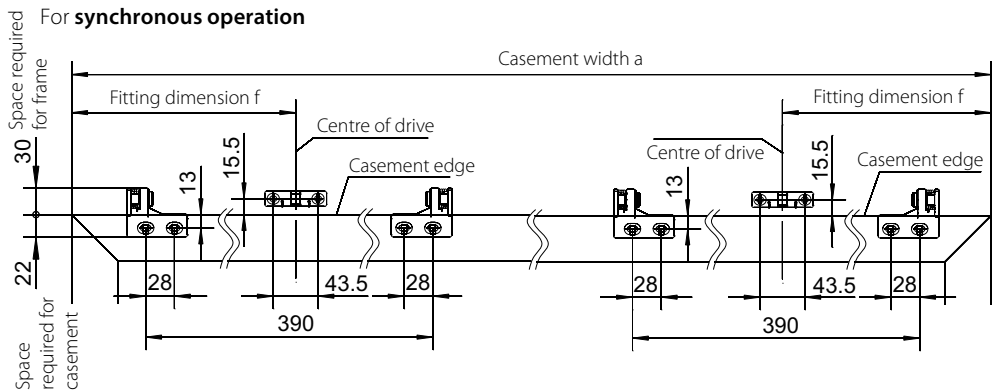 For synchronous operation
Casement width a
Fitting dimension f
Fitting dimension f
Space required
for frame
30
22
Space
required for
casement
Centre of drive
Casement edge
13
15.5
Centre of drive
Casement edge
13
15.5
28
43.5
28
28
43.5
28
390
390